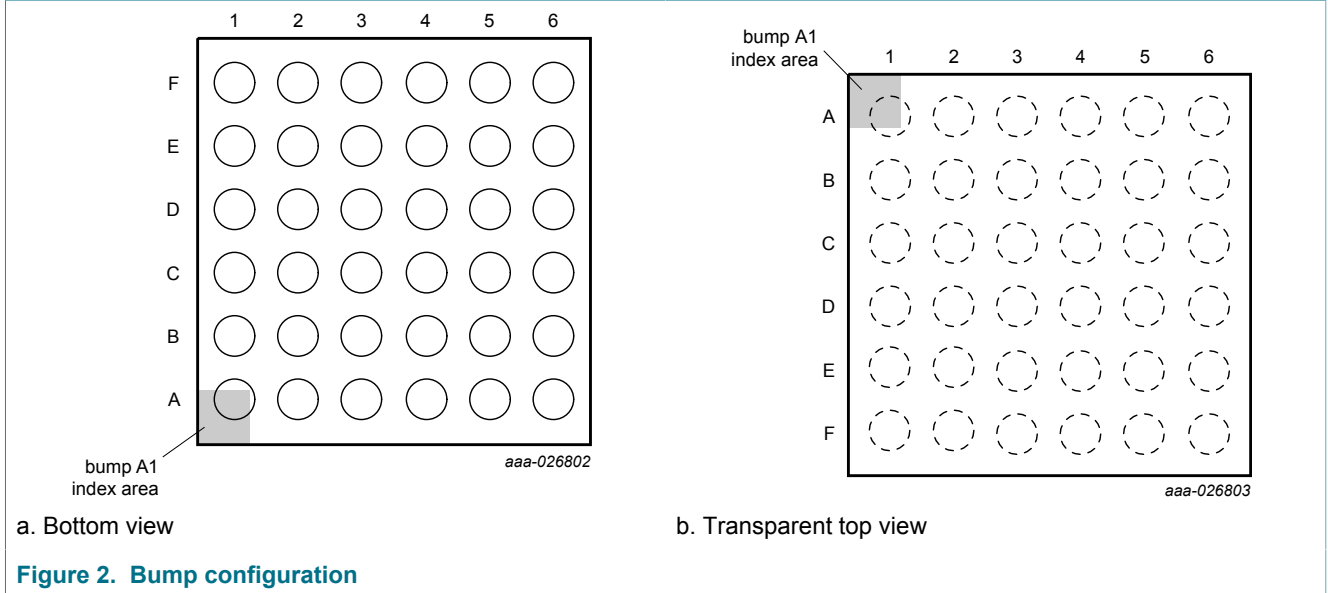 1 2 3 4 5 6
F
E
D
C
B
A
bump A1
index area
aaa-026802
a. Bottom view
bump A1
index area
1 2 3 4 5 6
A
B
C
D
E
F
aaa-026803
b. Transparent top view
Figure 2. Bump configuration